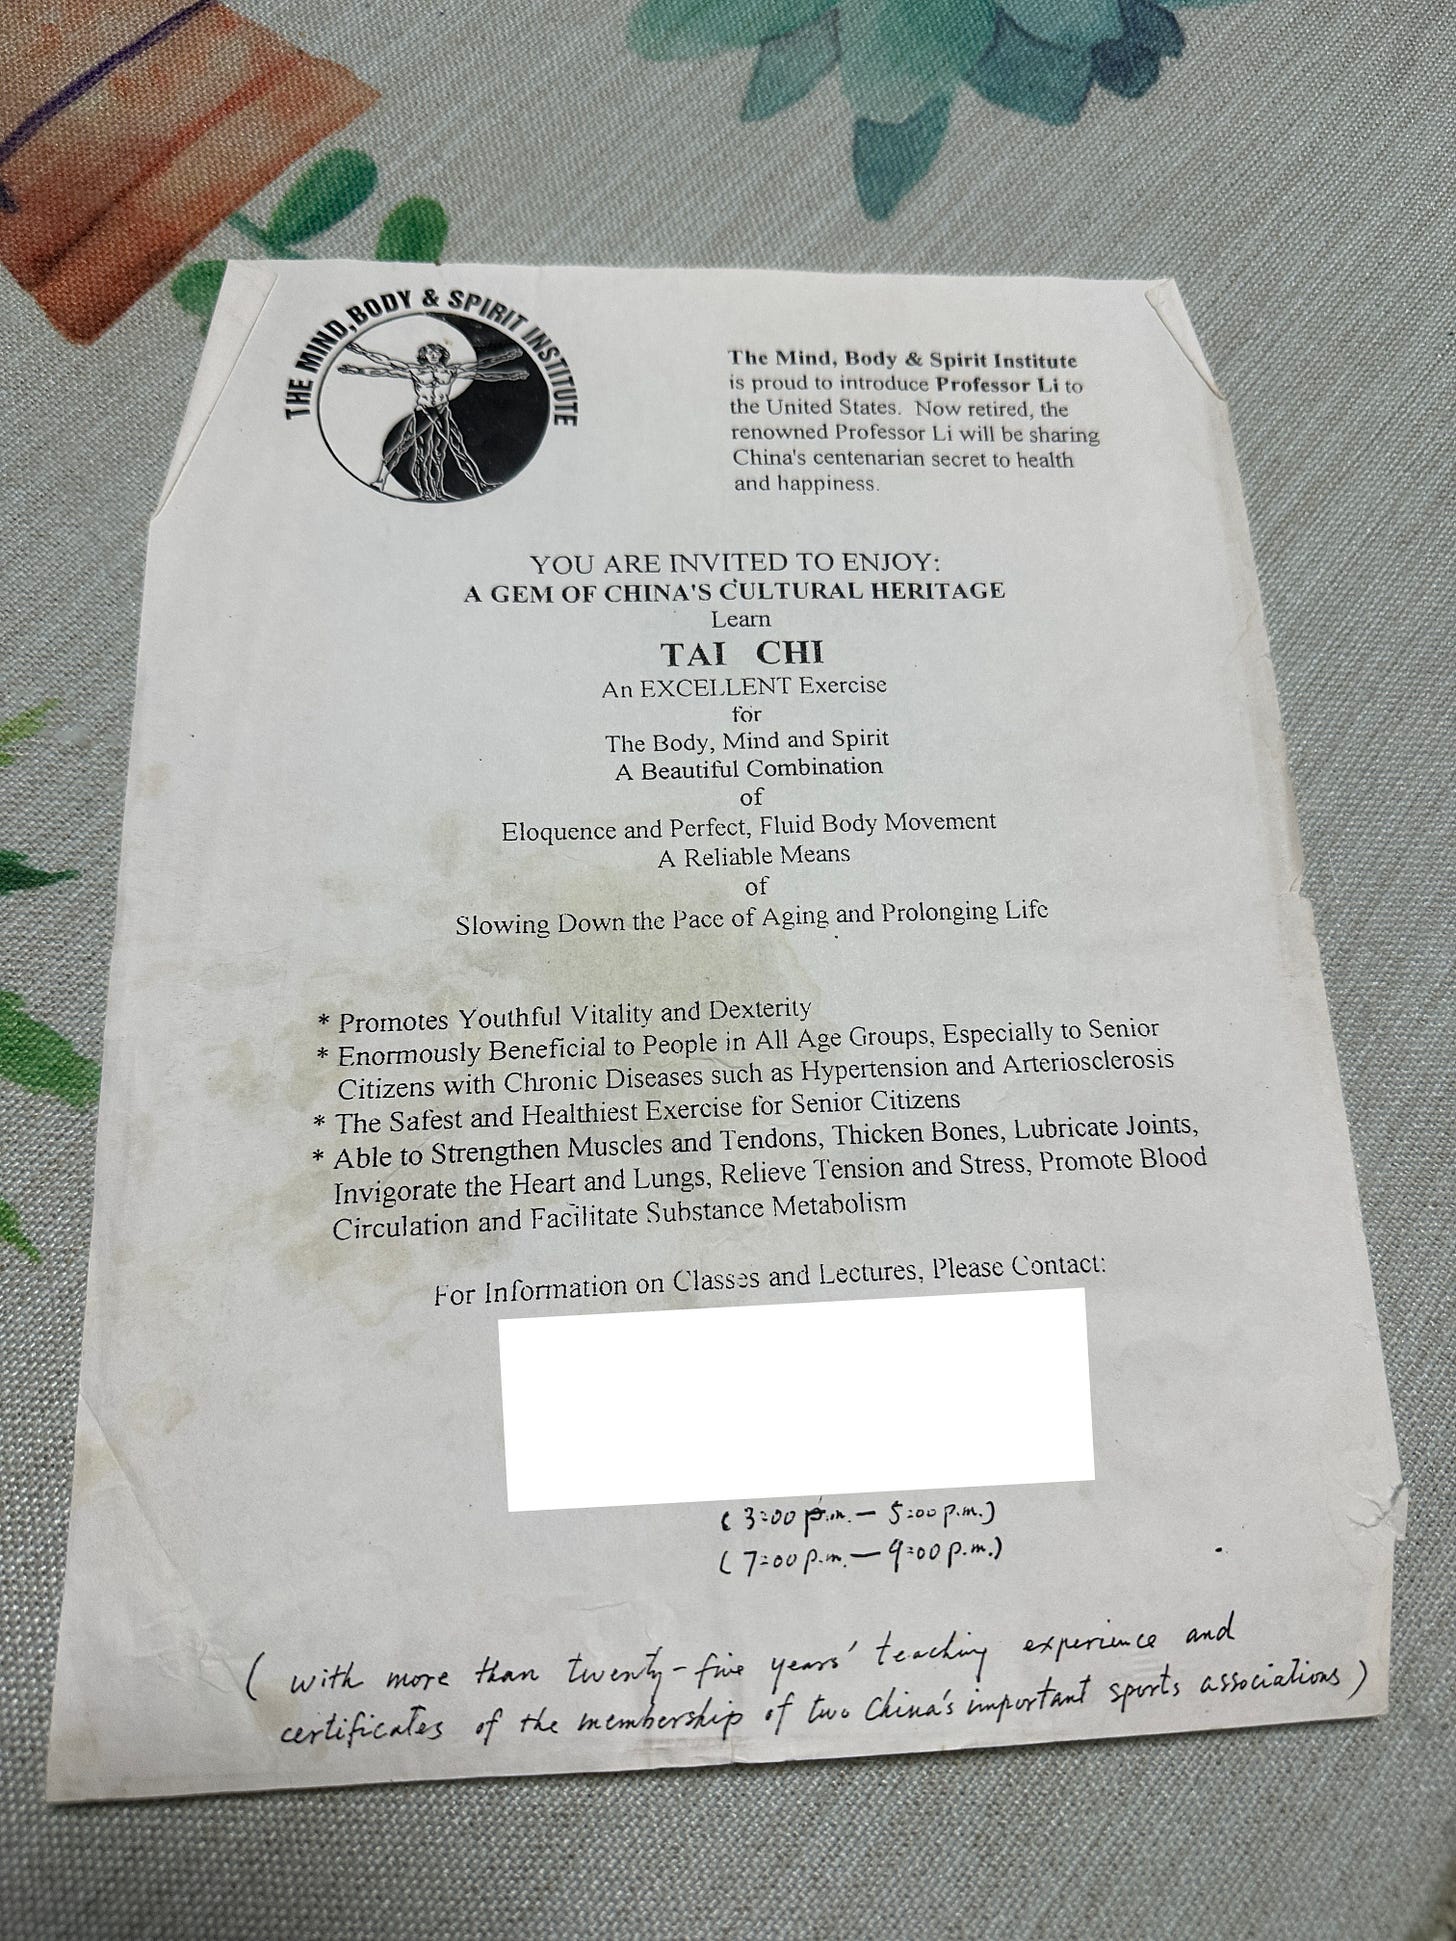 THE MIND, BODY & SPIRIT INSTITUTE
The Mind, Body & Spirit Institute
is proud to introduce Professor Li to
the United States. Now retired, the
renowned Professor Li will be sharing
China's centenarian secret to health
and happiness.
YOU ARE INVITED TO ENJOY:
A GEM OF CHINA'S CULTURAL HERITAGE
Learn
TAI CHI
An EXCELLENT Exercise
for
The Body, Mind and Spirit
A Beautiful Combination
of
Eloquence and Perfect, Fluid Body Movement
A Reliable Means
of
Slowing Down the Pace of Aging and Prolonging Life
* Promotes Youthful Vitality and Dexterity
* Enormously Beneficial to People in All Age Groups, Especially to Senior
Citizens with Chronic Diseases such as Hypertension and Arteriosclerosis
* The Safest and Healthiest Exercise for Senior Citizens
* Able to Strengthen Muscles and Tendons, Thicken Bones, Lubricate Joints,
Invigorate the Heart and Lungs, Relieve Tension and Stress, Promote Blood
Circulation and Facilitate Substance Metabolism
For Information on Classes and Lectures, Please Contact:
(3:00 p.m. — 5:00 p.m.)
(7:00 p.m. — 9:00 p.m.)
( with more than twenty-five years' teaching experience and
certificates of the membership of two China's important sports associations )